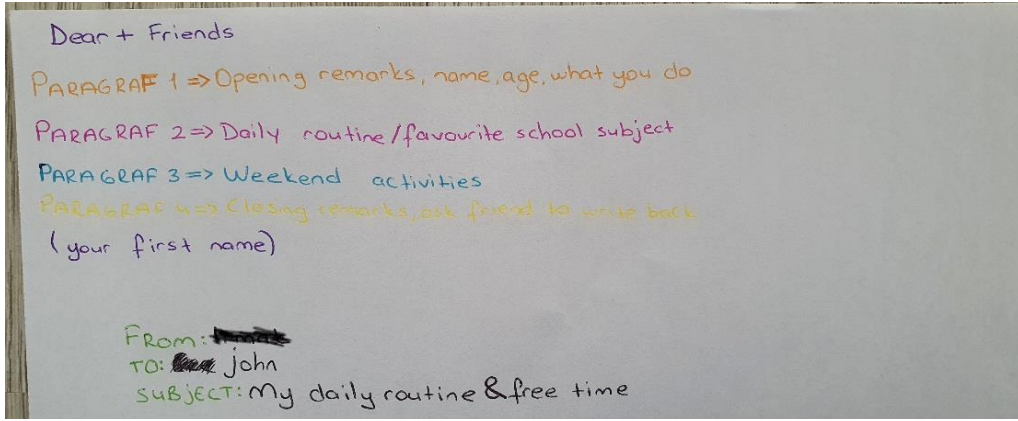 Dear + Friends
PARAGRAF 1 => Opening remarks, name, age, what you do
PARAGRAF 2 => Daily routine/favourite school subject
PARAGRAF 3 => Weekend activities
PARAGRAF 4 => Closing remarks, ask friend to write back
(your first name)
FROM:
TO: john
SUBJECT: My daily routine & free time